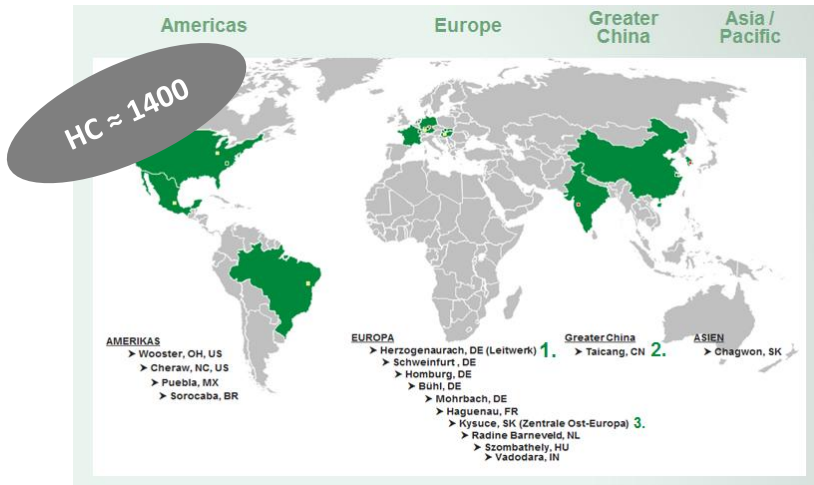 Americas
Europe
Greater
China
Asia /
Pacific
HC ≈ 1400
AMERIKAS
➤ Wooster, OH, US
➤ Cheraw, NC, US
➤ Puebla, MX
➤ Sorocaba, BR
EUROPA
➤ Herzogenaurach, DE (Leitwerk) 1.
➤ Schweinfurt , DE
➤ Homburg, DE
➤ Bühl, DE
➤ Mohrbach, DE
➤ Haguenau, FR
➤ Kysuce, SK (Zentrale Ost-Europa) 3.
➤ Radine Barneveld, NL
➤ Szombathely, HU
➤ Vadodara, IN
Greater China
➤ Taicang, CN 2.
ASIEN
➤ Chagwon, SK